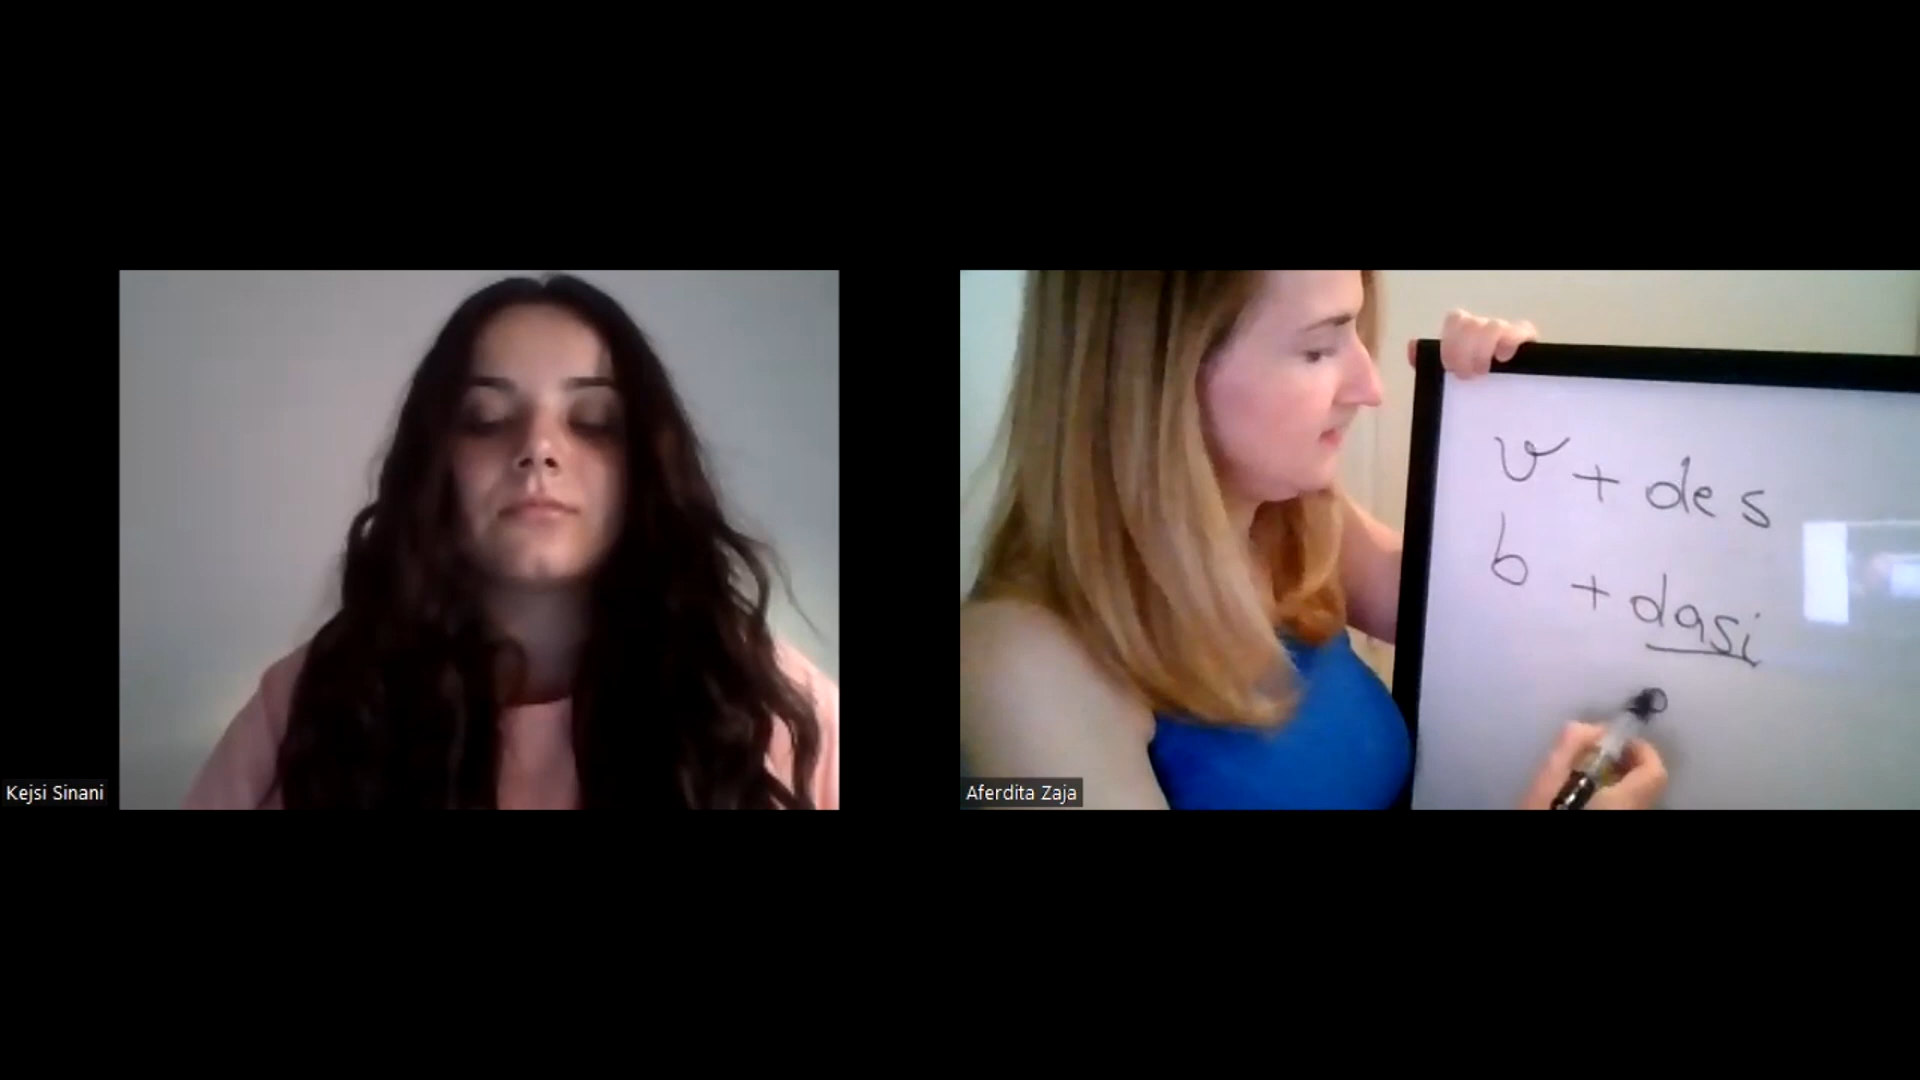 v + des
b + dasi
Kejsi Sinani
Aferdita Zaja